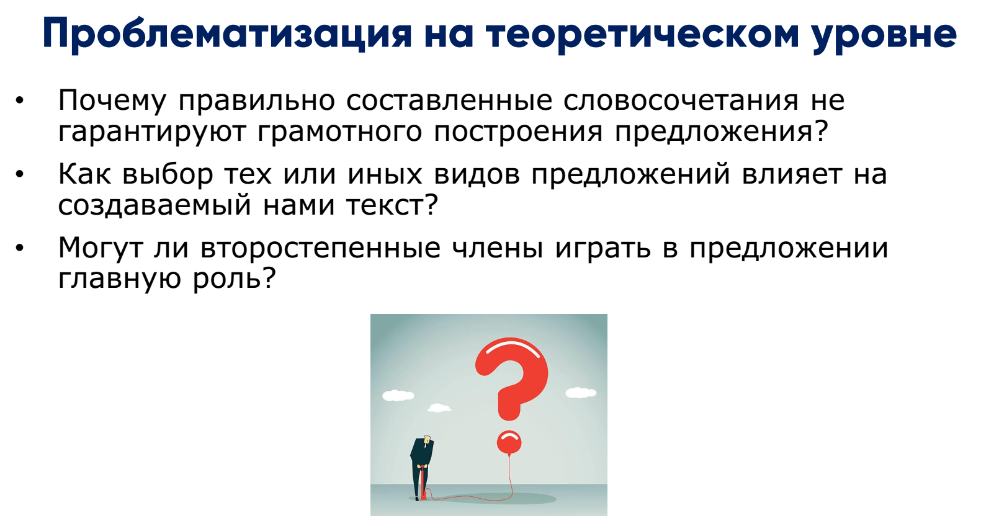 Проблематизация на теоретическом уровне
• Почему правильно составленные словосочетания не
гарантируют грамотного построения предложения?
• Как выбор тех или иных видов предложений влияет на
создаваемый нами текст?
• Могут ли второстепенные члены играть в предложении
главную роль?